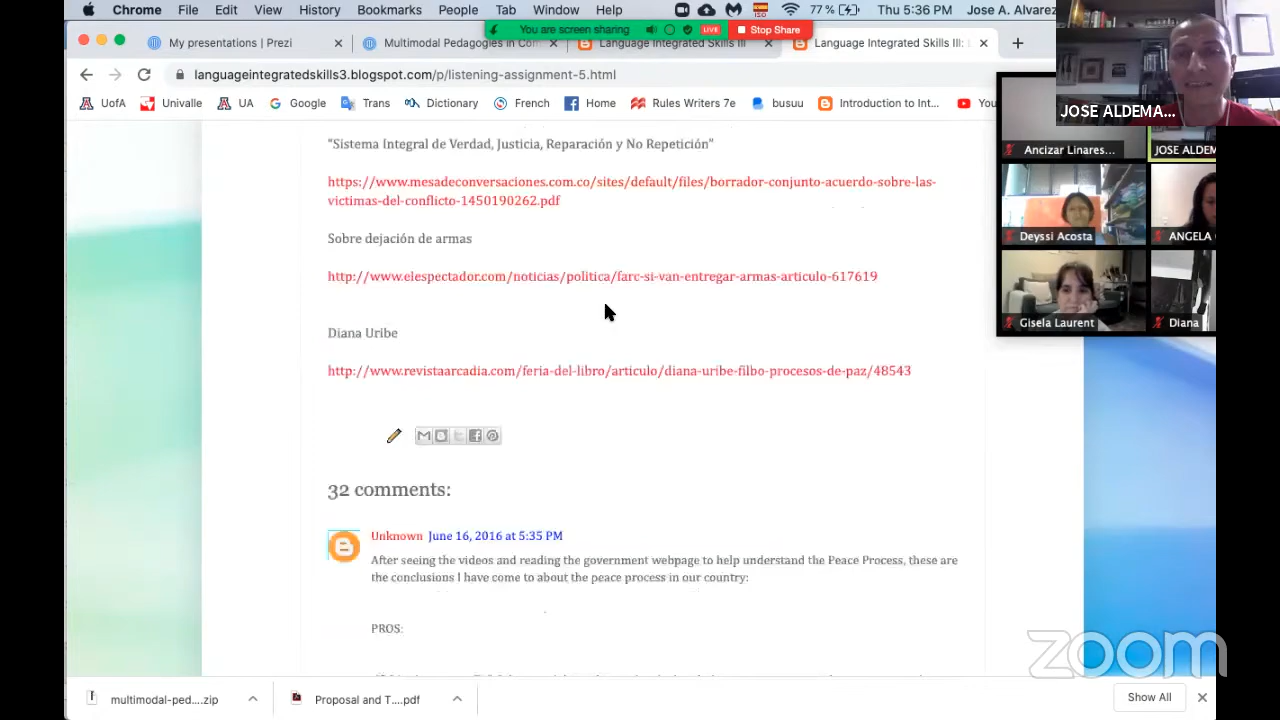 Chrome File Edit View History Bookmarks People Tab Window Help ISO 77% Thu 5:36 PM Jose A. Alvarez
You are screen sharing LIVE Stop Share
My presentations | Prezi
Multimodal Pedagogies in Con
Language Integrated Skills III
Language Integrated Skills III: L
languageintegratedskills3.blogspot.com/p/listening-assignment-5.html
UofA Univalle UA Google Trans Dictionary French Home Rules Writers 7e busuu Introduction to Int... You
JOSE ALDEMA...
Ancizar Linares...
JOSE ALDEM
Deyssi Acosta
ANGELA
Gisela Laurent
Diana
"Sistema Integral de Verdad, Justicia, Reparación y No Repetición"
https://www.mesadeconversaciones.com.co/sites/default/files/borrador-conjunto-acuerdo-sobre-las-
victimas-del-conflicto-1450190262.pdf
Sobre dejación de armas
http://www.elespectador.com/noticias/politica/farc-si-van-entregar-armas-articulo-617619
Diana Uribe
http://www.revistaarcadia.com/feria-del-libro/articulo/diana-uribe-filbo-procesos-de-paz/48543
32 comments:
Unknown June 16, 2016 at 5:35 PM
After seeing the videos and reading the government webpage to help understand the Peace Process, these are
the conclusions I have come to about the peace process in our country:
PROS:
zoom
multimodal-ped....zip
Proposal and T....pdf
Show All